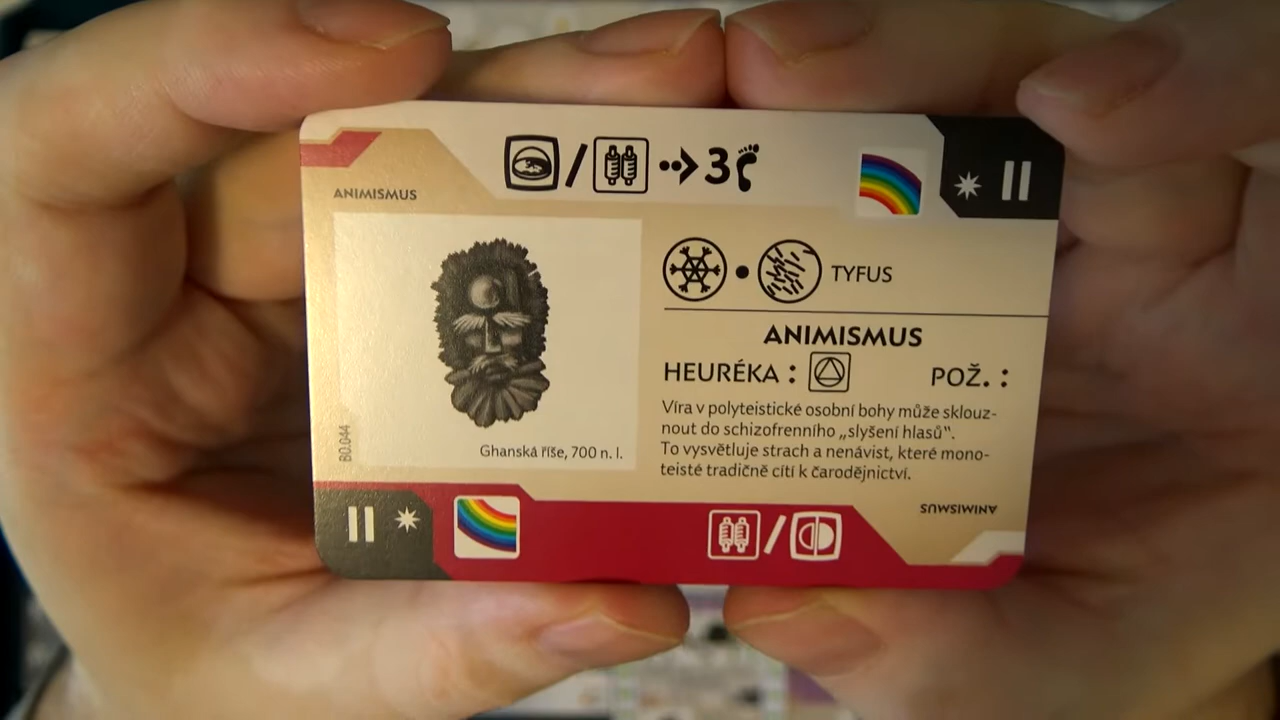 3
II
ANIMISMUS
TYFUS
ANIMISMUS
HEURÉKA :
POŽ. :
Víra v polyteistické osobní bohy může sklouz-
nout do schizofrenního „slyšení hlasů“.
To vysvětluje strach a nenávist, které mono-
teisté tradičně cítí k čarodějnictví.
Ghanská říše, 700 n. l.
B0.044
ANIMISMUS
II